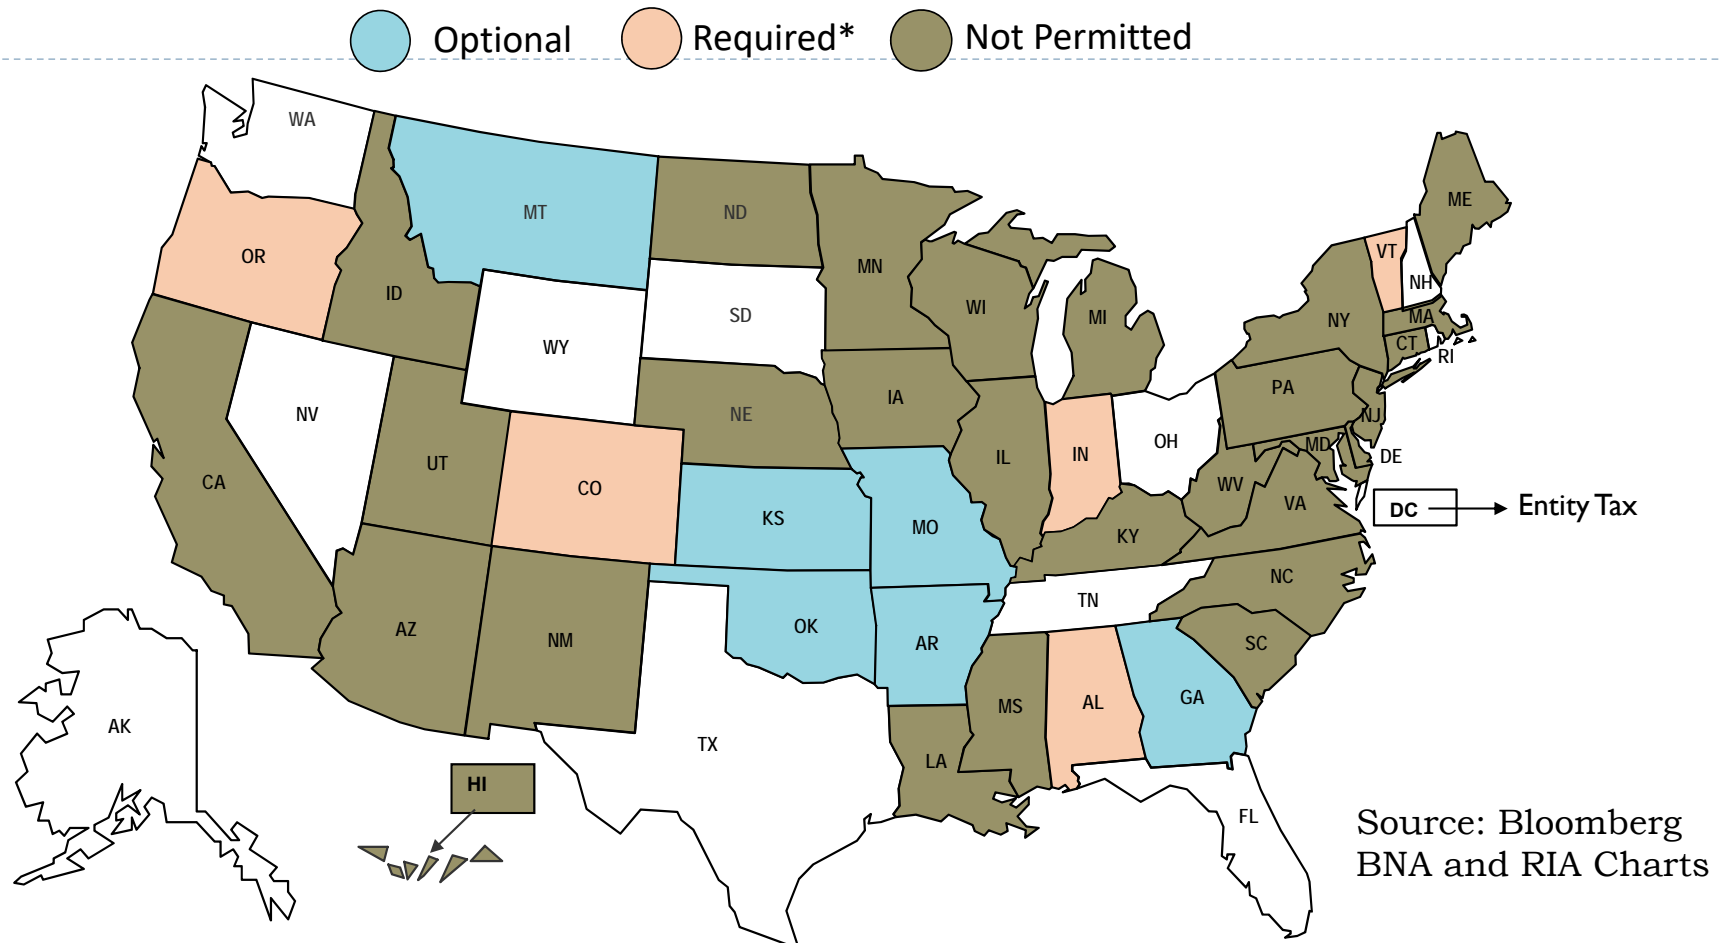 Optional Required* Not Permitted
WA
ME
MT
ND
VT
OR
MN
NH
ID
WI
SD
MI
NY
MA
WY
CT
RI
PA
IA
NV
NE
NJ
OH
MD
IN
DE
IL
UT
CA
CO
WV
VA
DC
Entity Tax
KS
MO
KY
NC
TN
OK
AZ
NM
AR
SC
GA
MS
AL
AK
TX
LA
HI
FL
Source: Bloomberg
BNA and RIA Charts